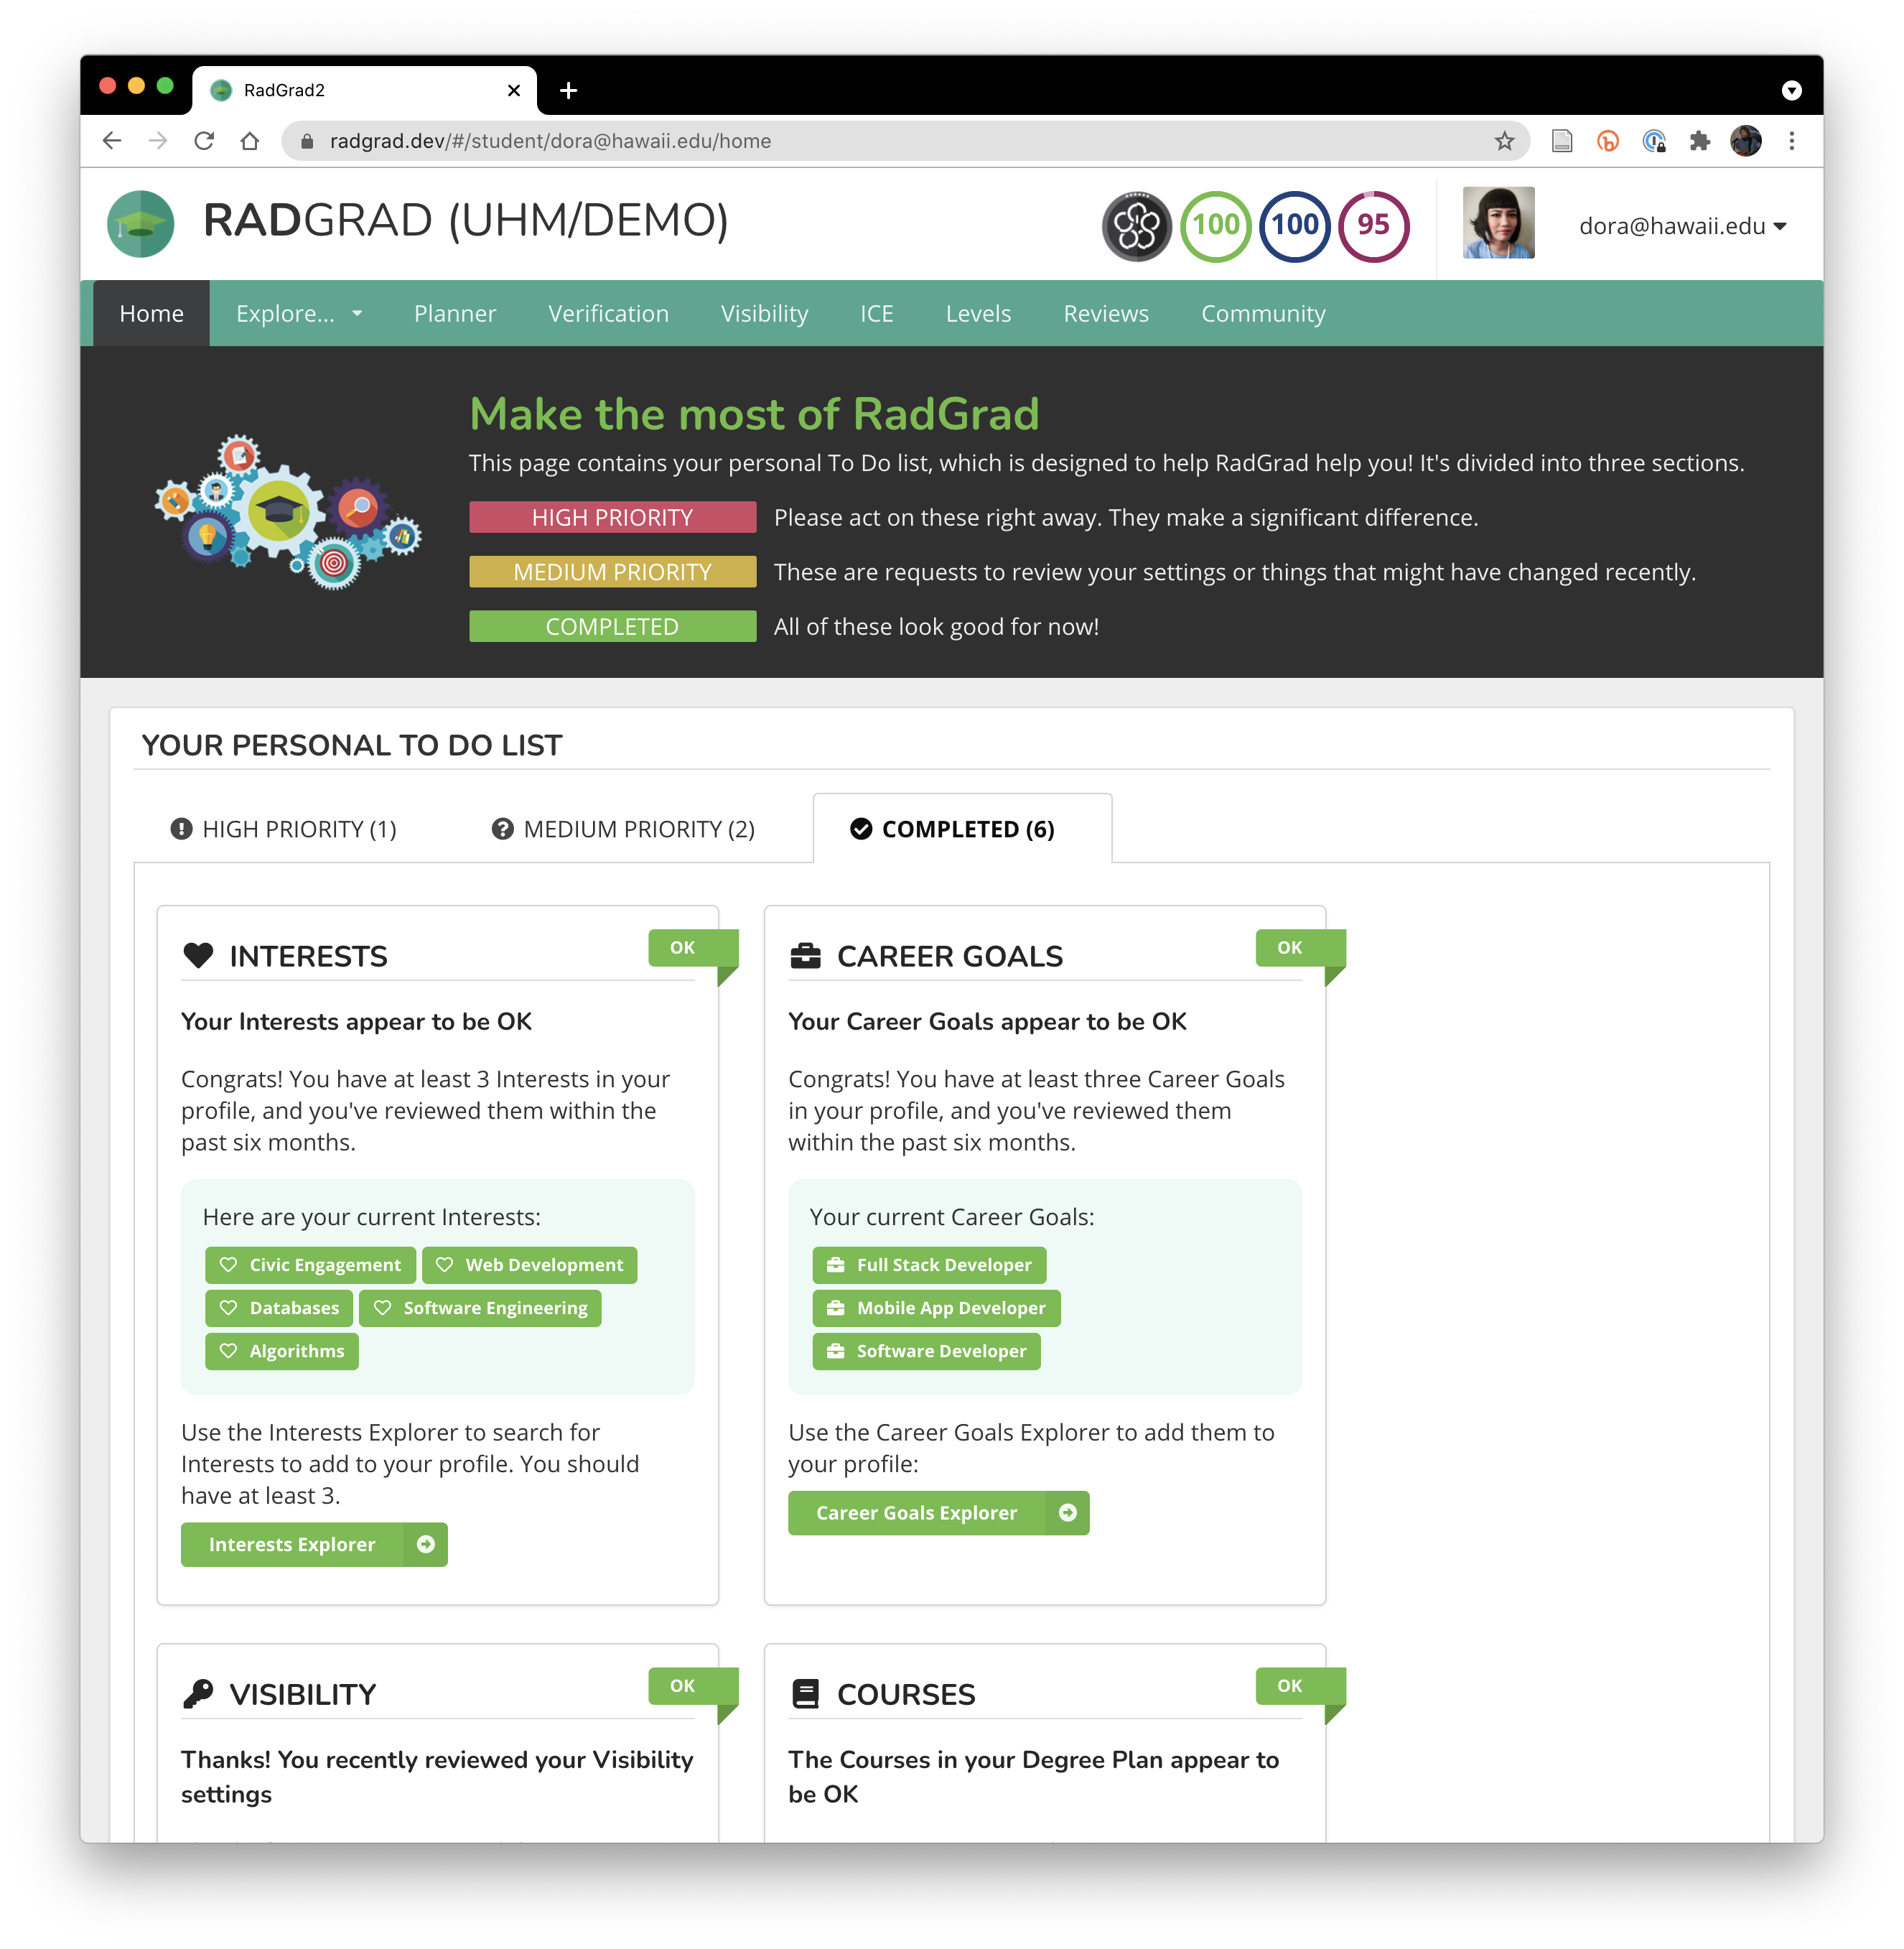 RadGrad2
radgrad.dev/#/student/dora@hawaii.edu/home
RADGRAD (UHM/DEMO)
100 100 95
dora@hawaii.edu
Home Explore... Planner Verification Visibility ICE Levels Reviews Community
Make the most of RadGrad
This page contains your personal To Do list, which is designed to help RadGrad help you! It's divided into three sections.
HIGH PRIORITY Please act on these right away. They make a significant difference.
MEDIUM PRIORITY These are requests to review your settings or things that might have changed recently.
COMPLETED All of these look good for now!
YOUR PERSONAL TO DO LIST
HIGH PRIORITY (1) MEDIUM PRIORITY (2) COMPLETED (6)
INTERESTS
OK
Your Interests appear to be OK
Congrats! You have at least 3 Interests in your
profile, and you've reviewed them within the
past six months.
Here are your current Interests:
Civic Engagement Web Development
Databases Software Engineering
Algorithms
Use the Interests Explorer to search for
Interests to add to your profile. You should
have at least 3.
Interests Explorer
CAREER GOALS
OK
Your Career Goals appear to be OK
Congrats! You have at least three Career Goals
in your profile, and you've reviewed them
within the past six months.
Your current Career Goals:
Full Stack Developer
Mobile App Developer
Software Developer
Use the Career Goals Explorer to add them to
your profile:
Career Goals Explorer
VISIBILITY
OK
Thanks! You recently reviewed your Visibility
settings
COURSES
OK
The Courses in your Degree Plan appear to
be OK